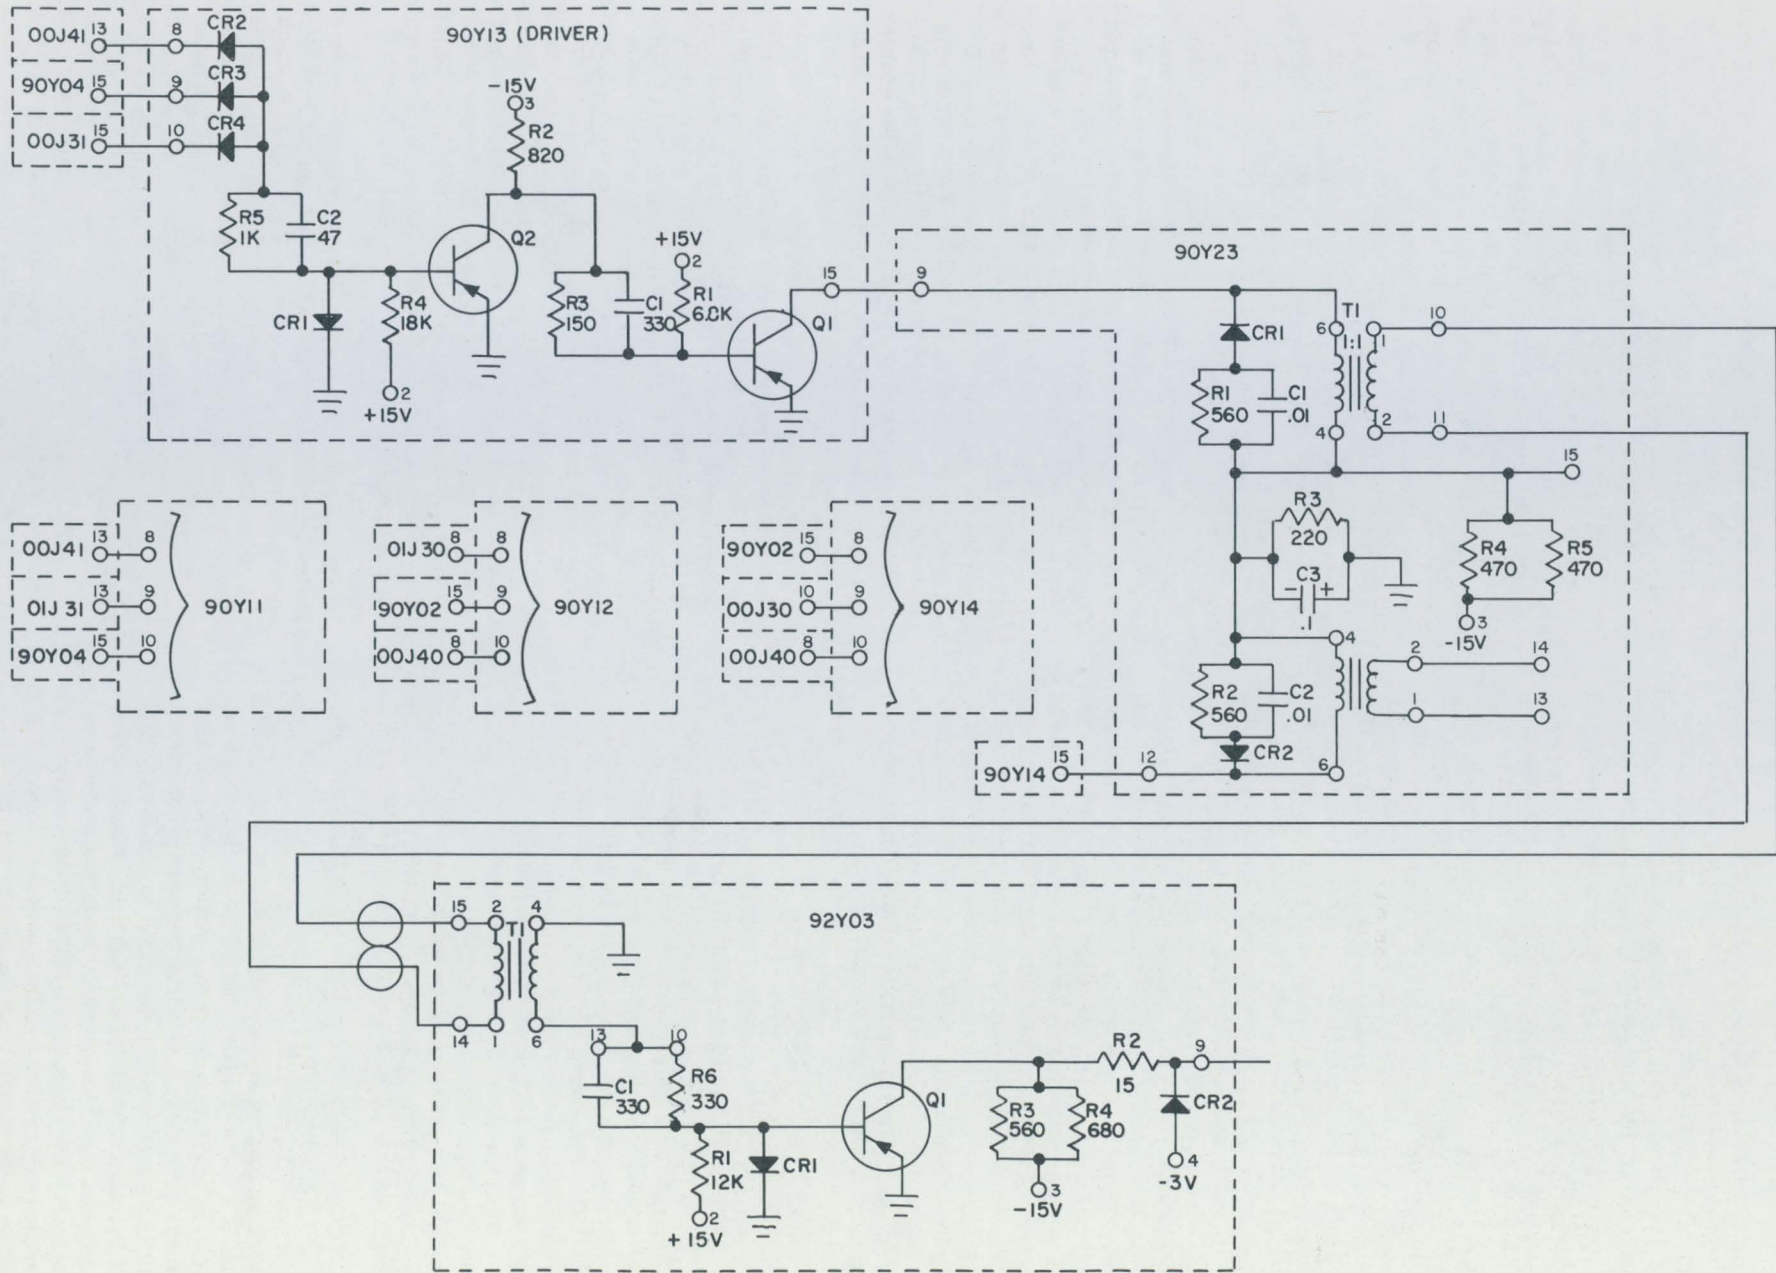 90Y13 (DRIVER)
00J41 13 8 CR2
90Y04 15 9 CR3
00J31 15 10 CR4
R5
1K
C2
47
CR1
R4
18K
2
+15V
Q2
-15V
3
R2
820
R3
150
C1
330
+15V
2
R1
Q1
15
9
90Y23
CR1
R1
560
C1
.01
6
T1
1:1
1
10
4
2
11
15
R3
220
C3
- +
.1
R4
470
R5
470
3
-15V
4
2
14
R2
560
C2
.01
1
13
CR2
90Y14 15 12
6
00J41 13 8
01J31 13 9
90Y04 15 10
90Y11
01J30 8 8
90Y02 15 9
00J40 8 10
90Y12
90Y02 15 8
00J30 10 9
00J40 8 10
90Y14
92Y03
15 2 4
T1
14 1 6
13 10
C1
330
R6
330
R1
12K
2
+15V
CR1
Q1
R3
560
R4
680
3
-15V
R2
15
9
CR2
4
-3V